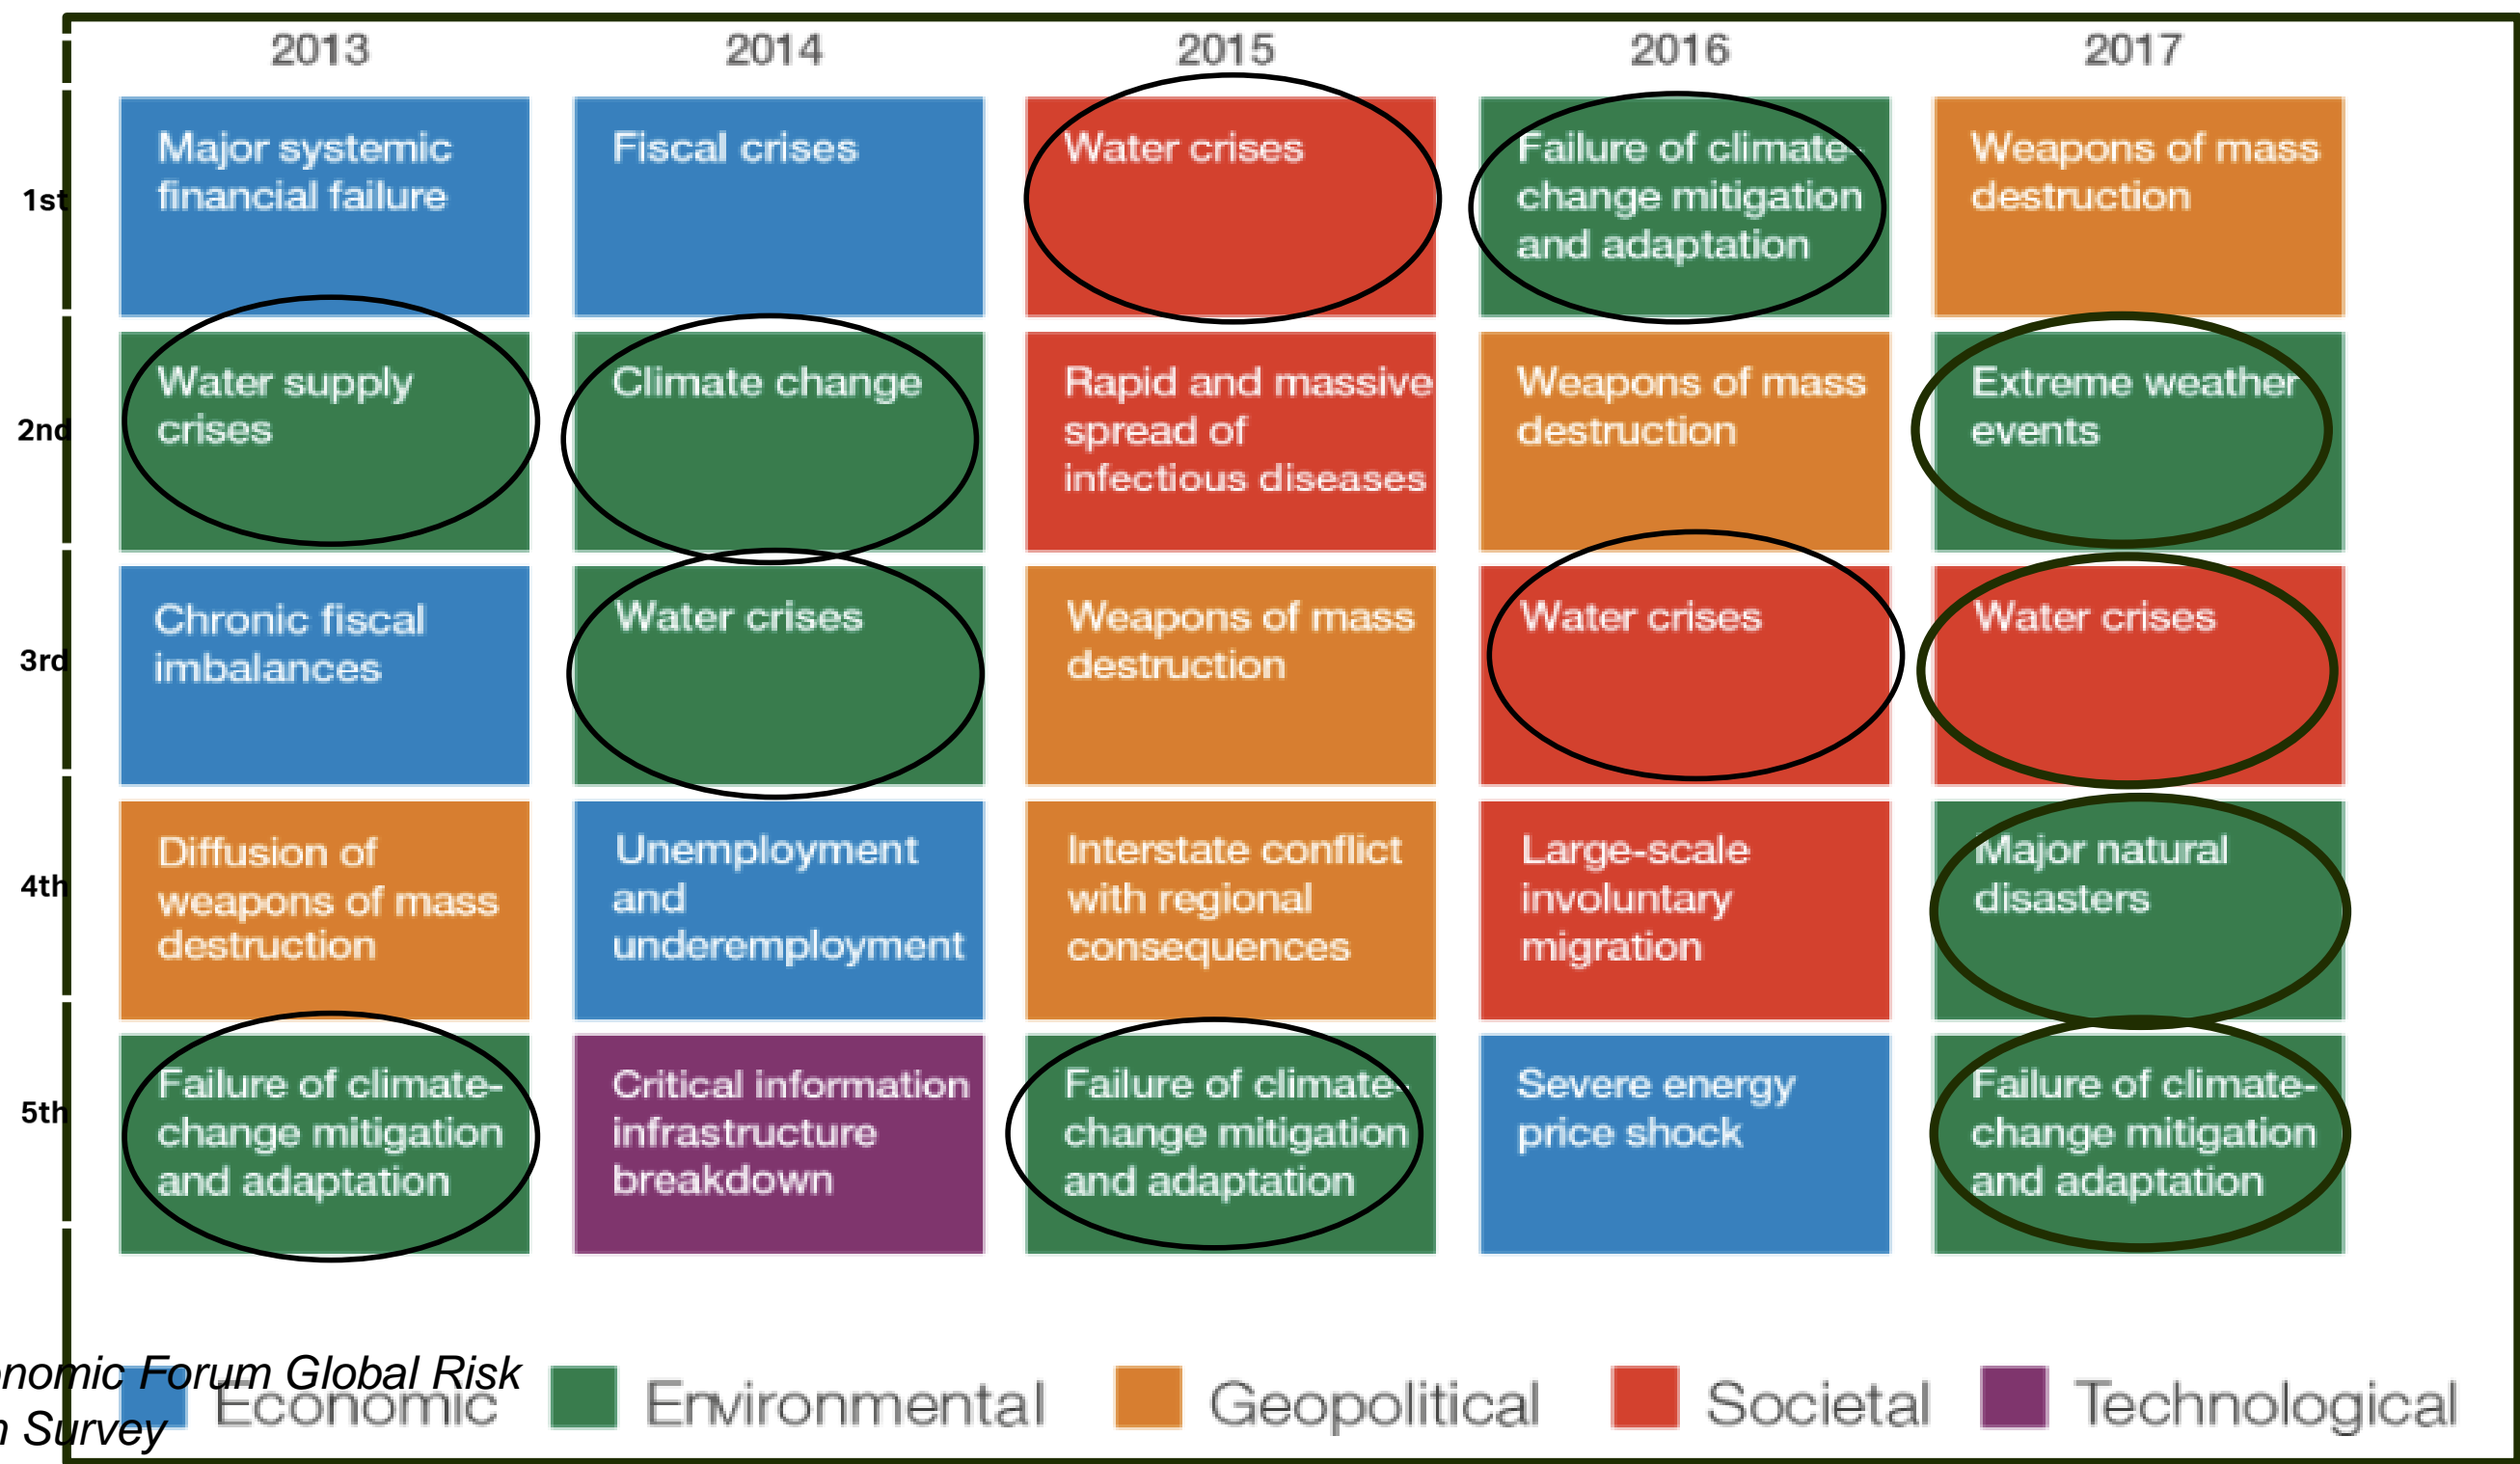 2013 2014 2015 2016 2017
1st
Major systemic
financial failure
Fiscal crises
Water crises
Failure of climate-
change mitigation
and adaptation
Weapons of mass
destruction
2nd
Water supply
crises
Climate change
Rapid and massive
spread of
infectious diseases
Weapons of mass
destruction
Extreme weather
events
3rd
Chronic fiscal
imbalances
Water crises
Weapons of mass
destruction
Water crises
Water crises
4th
Diffusion of
weapons of mass
destruction
Unemployment
and
underemployment
Interstate conflict
with regional
consequences
Large-scale
involuntary
migration
Major natural
disasters
5th
Failure of climate-
change mitigation
and adaptation
Critical information
infrastructure
breakdown
Failure of climate-
change mitigation
and adaptation
Severe energy
price shock
Failure of climate-
change mitigation
and adaptation
Forum Global Risk
Survey
Economic Environmental Geopolitical Societal Technological